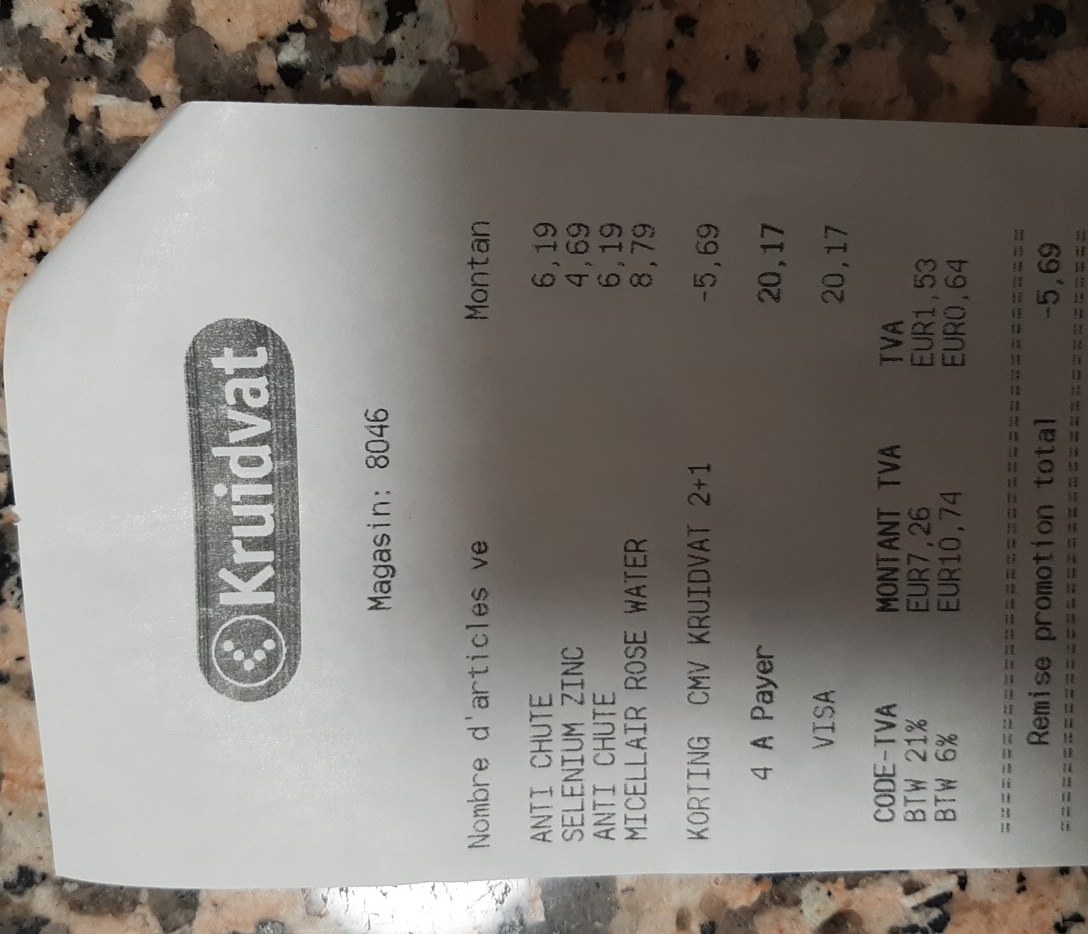 Kruidvat
Magasin: 8046
Nombre d'articles ve Montan
ANTI CHUTE 6,19
SELENIUM ZINC 4,69
ANTI CHUTE 6,19
MICELLAIR ROSE WATER 8,79
KORTING CMV KRUIDVAT 2+1 -5,69
4 A Payer 20,17
VISA 20,17
CODE-TVA MONTANT TVA TVA
BTW 21% EUR7,26 EUR1,53
BTW 6% EUR10,74 EUR0,64
Remise promotion total -5,69